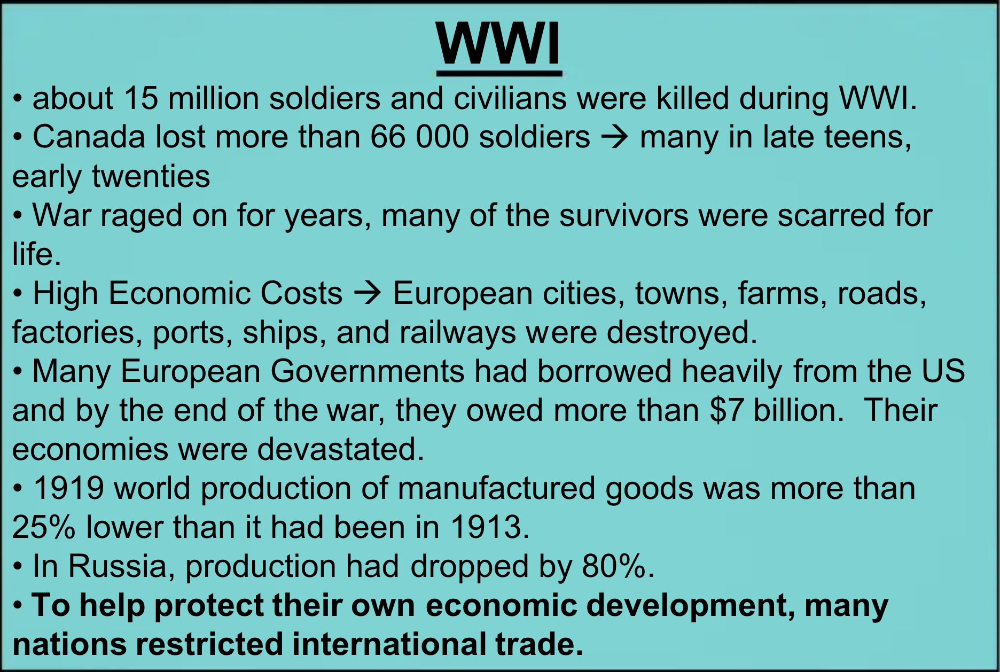 WWI
• about 15 million soldiers and civilians were killed during WWI.
• Canada lost more than 66 000 soldiers → many in late teens,
early twenties
• War raged on for years, many of the survivors were scarred for
life.
• High Economic Costs → European cities, towns, farms, roads,
factories, ports, ships, and railways were destroyed.
• Many European Governments had borrowed heavily from the US
and by the end of the war, they owed more than $7 billion.  Their
economies were devastated.
• 1919 world production of manufactured goods was more than
25% lower than it had been in 1913.
• In Russia, production had dropped by 80%.
• To help protect their own economic development, many
nations restricted international trade.